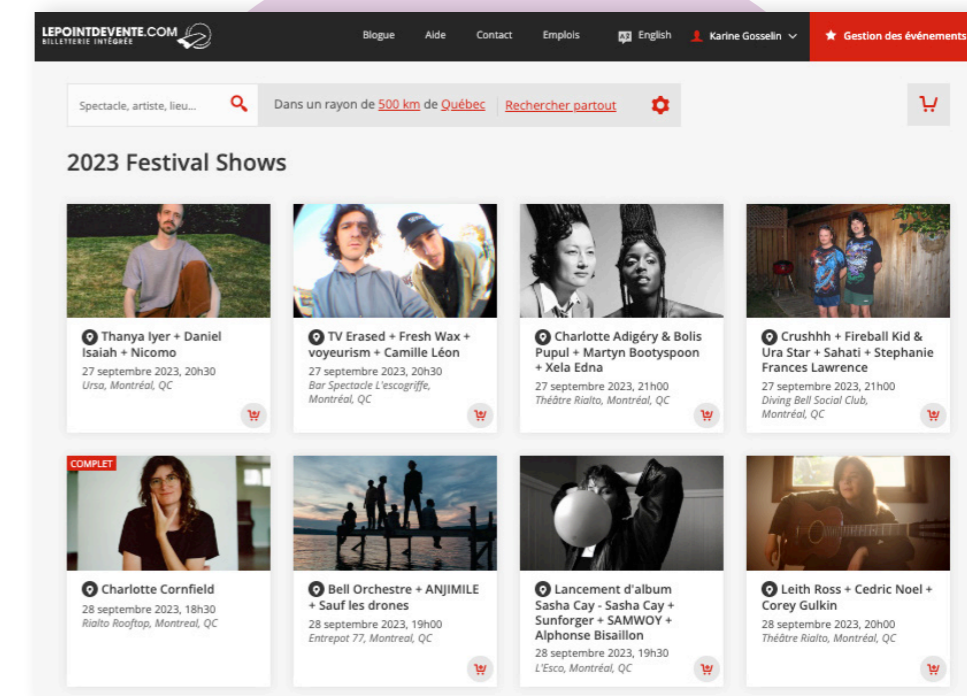 LEPOINTDEVENTE.COM
BILLETTERIE INTÉGRÉE
Blogue Aide Contact Emplois English Karine Gosselin Gestion des événements
Spectacle, artiste, lieu... Dans un rayon de 500 km de Québec Rechercher partout
2023 Festival Shows
Thanya Iyer + Daniel
Isaiah + Nicomo
27 septembre 2023, 20h30
Ursa, Montréal, QC
TV Erased + Fresh Wax +
voyeurism + Camille Léon
27 septembre 2023, 20h30
Bar Spectacle L'escogriffe,
Montréal, QC
Charlotte Adigéry & Bolis
Pupul + Martyn Bootyspoon
+ Xela Edna
27 septembre 2023, 21h00
Théâtre Rialto, Montréal, QC
Crushhh + Fireball Kid &
Ura Star + Sahati + Stephanie
Frances Lawrence
27 septembre 2023, 21h00
Diving Bell Social Club,
Montréal, QC
COMPLET
Charlotte Cornfield
28 septembre 2023, 18h30
Rialto Rooftop, Montreal, QC
Bell Orchestre + ANJIMILE
+ Sauf les drones
28 septembre 2023, 19h00
Entrepot 77, Montreal, QC
Lancement d'album
Sasha Cay - Sasha Cay +
Sunforger + SAMWOY +
Alphonse Bisaillon
28 septembre 2023, 19h30
L'Esco, Montréal, QC
Leith Ross + Cedric Noel +
Corey Gulkin
28 septembre 2023, 20h00
Théâtre Rialto, Montréal, QC